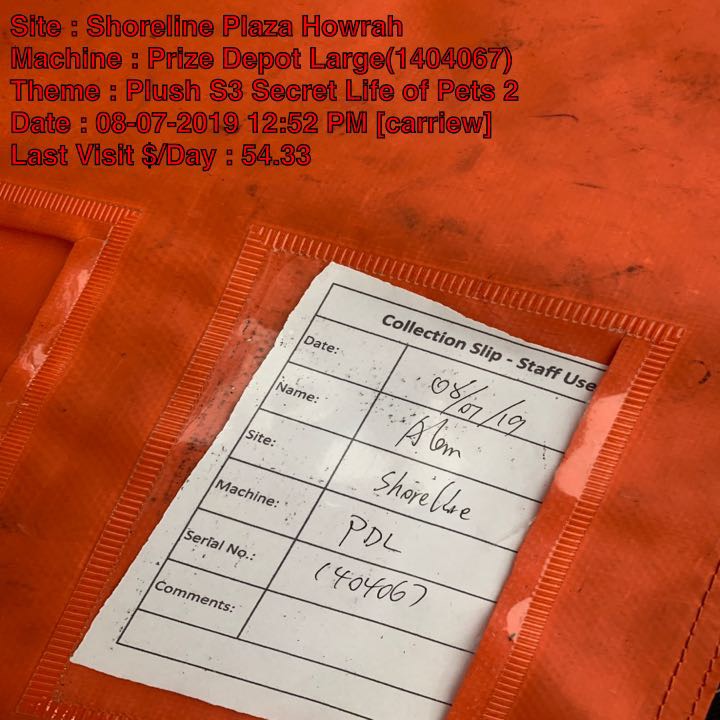 Site : Shoreline Plaza Howrah
Machine : Prize Depot Large(1404067)
Theme : Plush S3 Secret Life of Pets 2
Date : 08-07-2019 12:52 PM [carriew]
Last Visit $/Day : 54.33
Collection Slip - Staff Use
Date: 08/07/19
Name:
Site: Shoreline
Machine: PDL
Serial No.: 1404067
Comments: